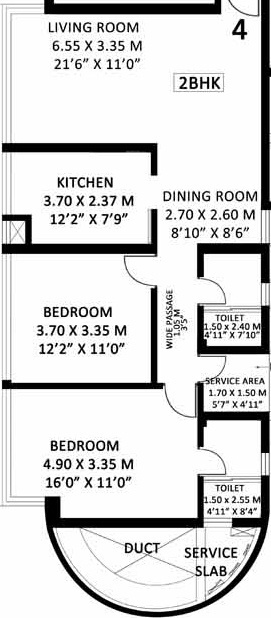 LIVING ROOM
6.55 X 3.35 M
21'6” X 11'0”
4
2BHK
KITCHEN
3.70 X 2.37 M
12'2” X 7'9”
DINING ROOM
2.70 X 2.60 M
8'10” X 8'6”
WIDE PASSAGE
1.05 M
3'5”
BEDROOM
3.70 X 3.35 M
12'2” X 11'0”
TOILET
1.50 x 2.40 M
4'11” X 7'10”
SERVICE AREA
1.70 X 1.50 M
5'7” X 4'11”
BEDROOM
4.90 X 3.35 M
16'0” X 11'0”
TOILET
1.50 x 2.55 M
4'11” X 8'4”
DUCT
SERVICE
SLAB